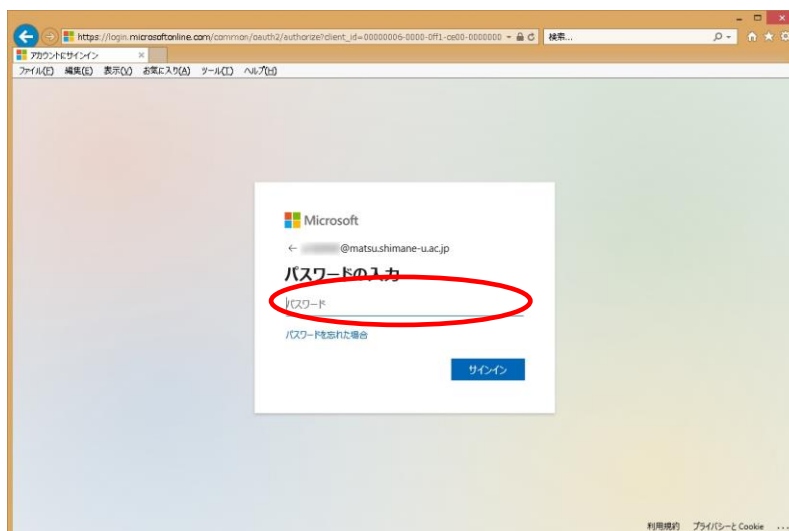 https://login.microsoftonline.com/common/oauth2/authorize?client_id=00000006-0000-0ff1-ce00-0000000
検索...
アカウントにサインイン
ファイル(F) 編集(E) 表示(V) お気に入り(A) ツール(T) ヘルプ(H)
Microsoft
@matsu.shimane-u.ac.jp
パスワードの入力
パスワード
パスワードを忘れた場合
サインイン
利用規約 プライバシーと Cookie ...